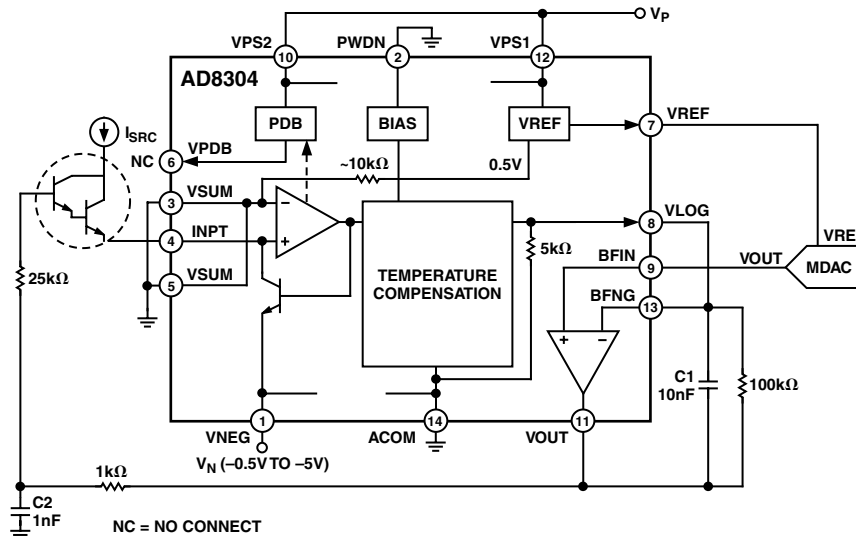 V_P
VPS2
PWDN
VPS1
10
2
12
AD8304
I_SRC
PDB
BIAS
VREF
7
VREF
VPDB
NC
6
~10kΩ
0.5V
3
VSUM
−
VLOG
8
4
INPT
+
5kΩ
VRE
25kΩ
BFIN
9
VOUT
MDAC
5
VSUM
TEMPERATURE
COMPENSATION
BFNG
13
+
−
C1
10nF
100kΩ
1
14
11
VNEG
ACOM
VOUT
V_N (–0.5V TO –5V)
1kΩ
C2
1nF
NC = NO CONNECT